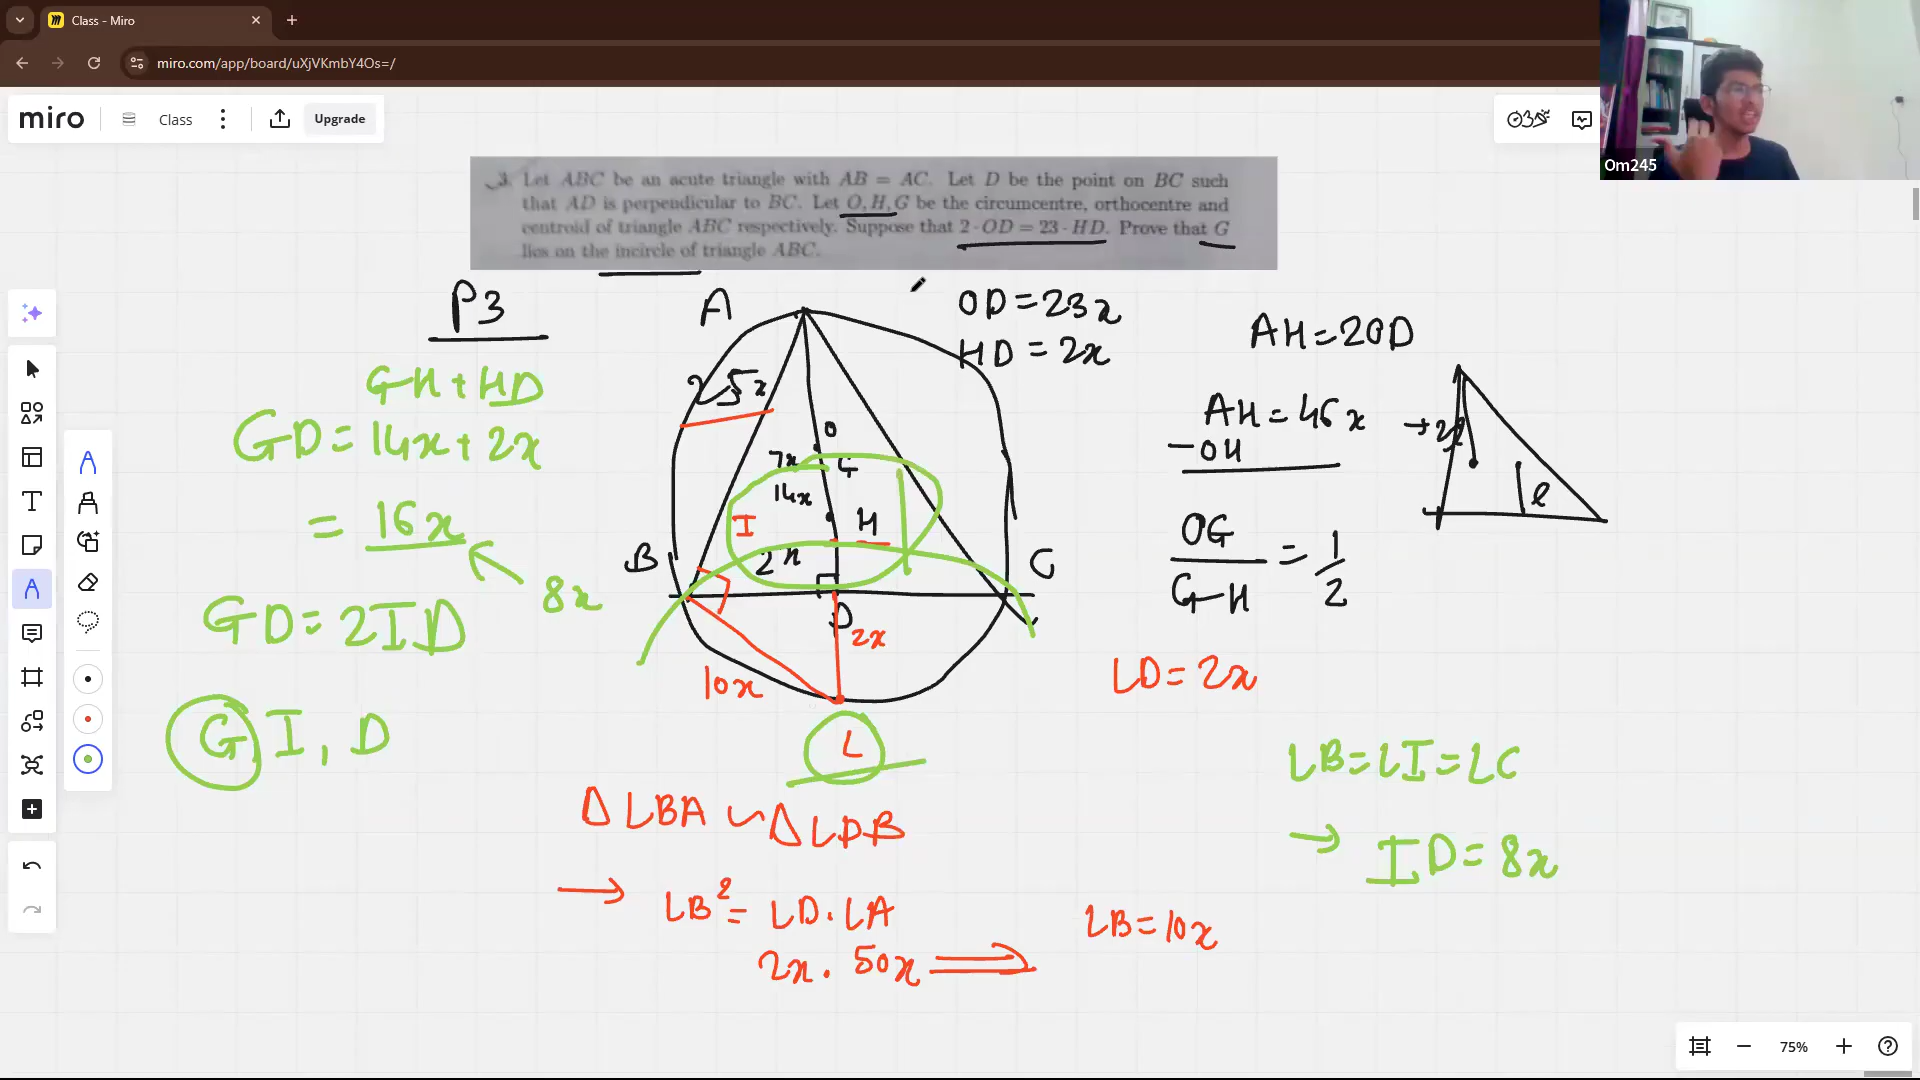 Class - Miro
miro.com/app/board/uXjVKmbY4Os=/
miro
Class
Upgrade
Om245
3. Let ABC be an acute triangle with AB = AC. Let D be the point on BC such
that AD is perpendicular to BC. Let O, H, G be the circumcentre, orthocentre and
centroid of triangle ABC respectively. Suppose that 2 · OD = 23 · HD. Prove that G
lies on the incircle of triangle ABC.
P3
A
OD = 23x
HD = 2x
AH = 2OD
GH + HD
GD = 14x + 2x
= 16x
8x
GD = 2ID
G I, D
25x
O
7x
G
14x
I
H
2x
B
C
D
2x
10x
L
AH = 46x
- OH
OG
GH
= 1
2
l
LD = 2x
LB = LI = LC
→ ID = 8x
Δ LBA ∽ Δ LDB
→ LB² = LD . LA
2x . 50x ⟹
LB = 10x
75%